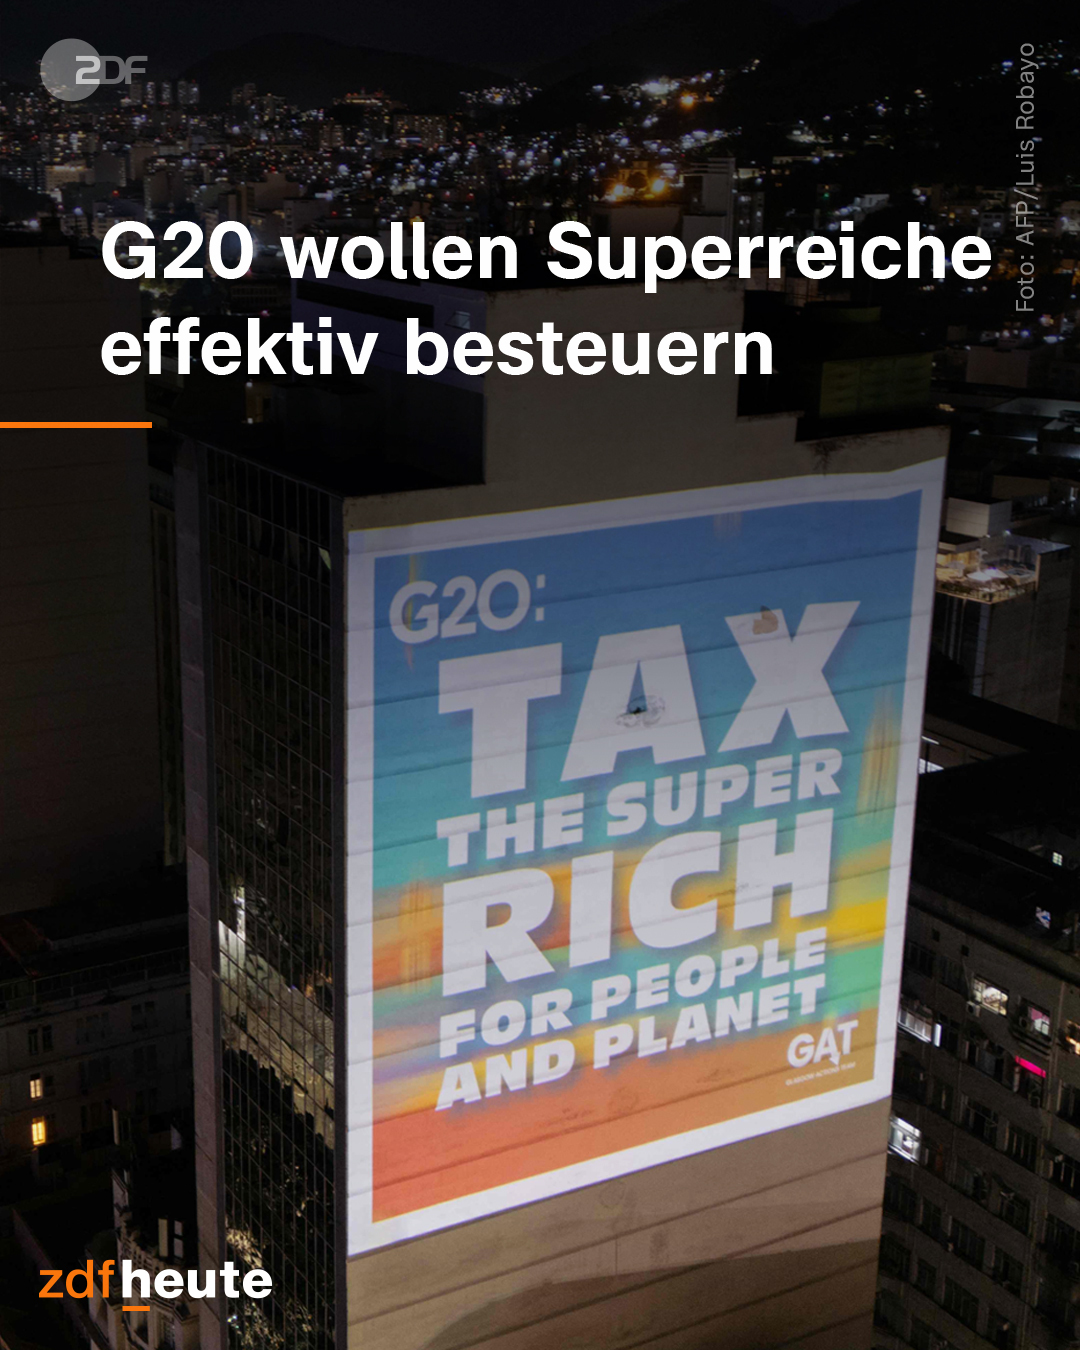 ZDF
Foto: AFP/Luis Robayo
G20 wollen Superreiche
effektiv besteuern
G20:
TAX
THE SUPER
RICH
FOR PEOPLE
AND PLANET
GAT
zdfheute